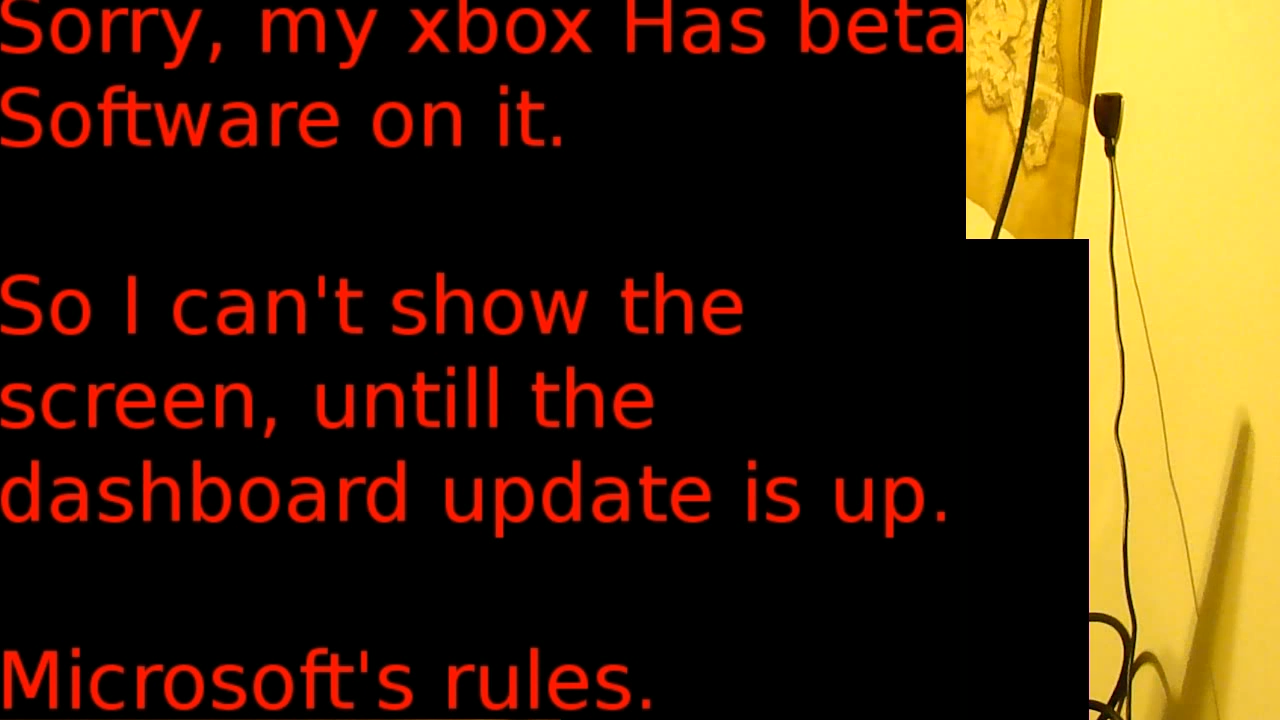 Sorry, my xbox Has beta
Software on it.
So I can't show the
screen, untill the
dashboard update is up.
Microsoft's rules.